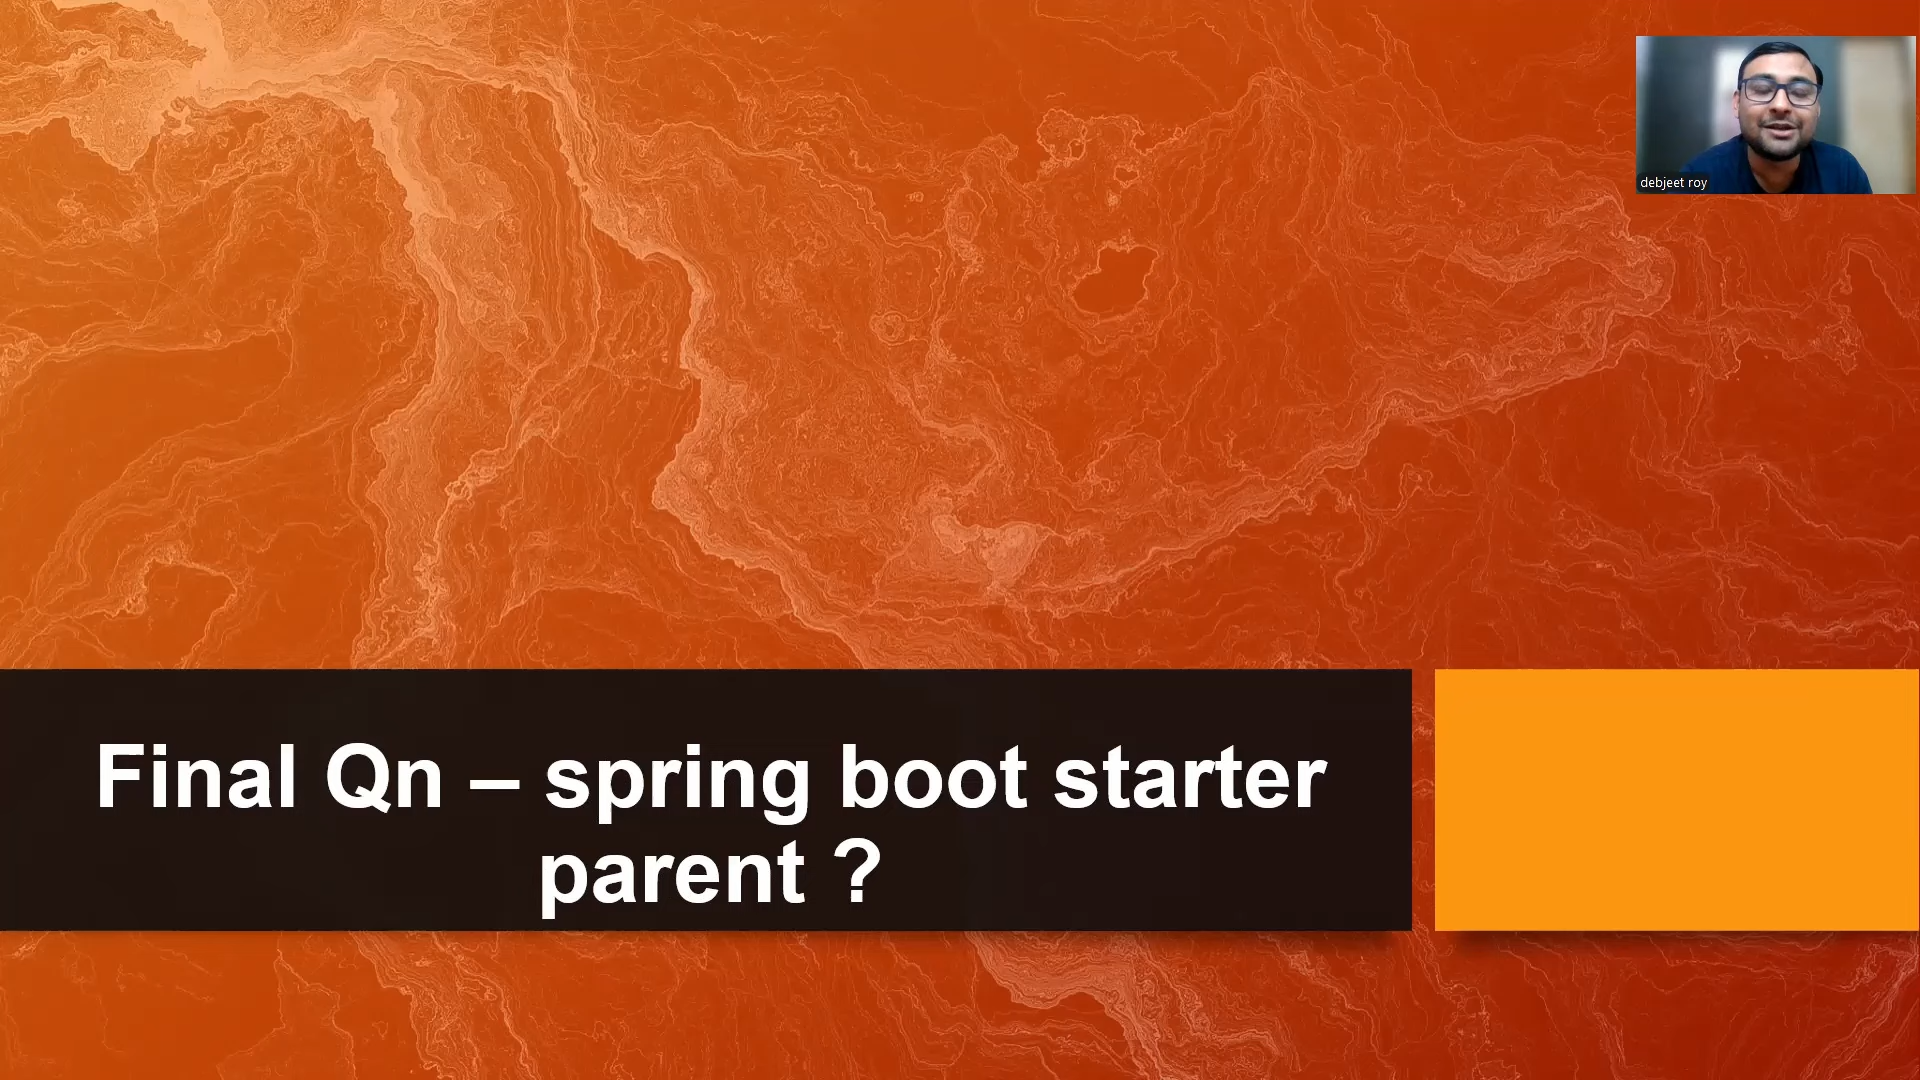 debjeet roy
Final Qn – spring boot starter
parent ?